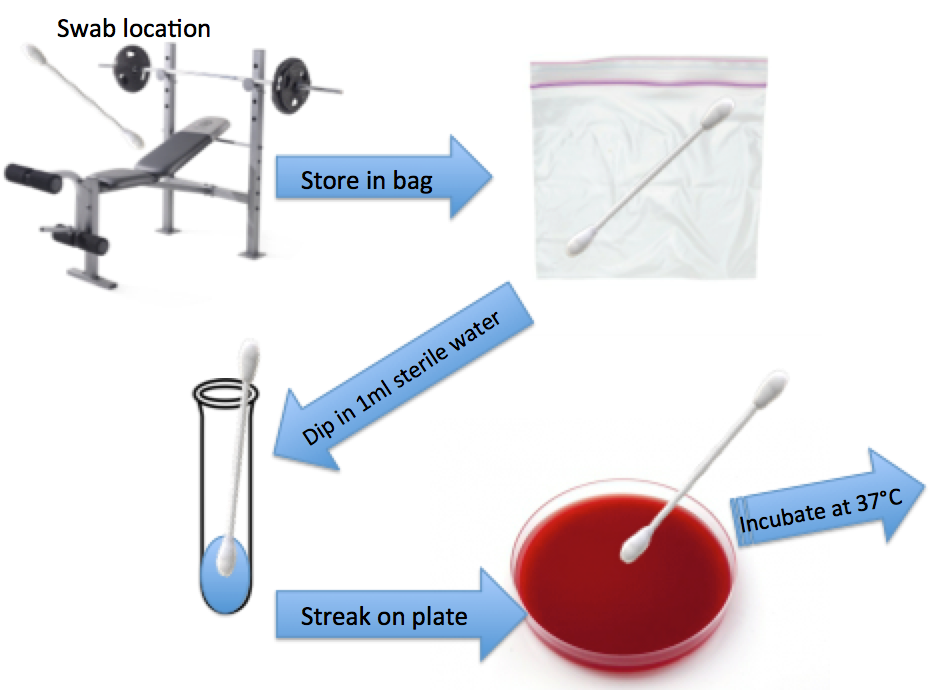 Swab location
Store in bag
Dip in 1ml sterile water
Streak on plate
Incubate at 37°C